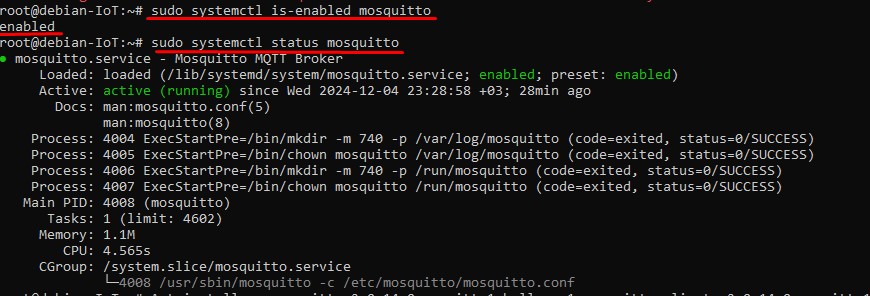 root@debian-IoT:~# sudo systemctl is-enabled mosquitto
enabled
root@debian-IoT:~# sudo systemctl status mosquitto
● mosquitto.service - Mosquitto MQTT Broker
Loaded: loaded (/lib/systemd/system/mosquitto.service; enabled; preset: enabled)
Active: active (running) since Wed 2024-12-04 23:28:58 +03; 28min ago
Docs: man:mosquitto.conf(5)
man:mosquitto(8)
Process: 4004 ExecStartPre=/bin/mkdir -m 740 -p /var/log/mosquitto (code=exited, status=0/SUCCESS)
Process: 4005 ExecStartPre=/bin/chown mosquitto /var/log/mosquitto (code=exited, status=0/SUCCESS)
Process: 4006 ExecStartPre=/bin/mkdir -m 740 -p /run/mosquitto (code=exited, status=0/SUCCESS)
Process: 4007 ExecStartPre=/bin/chown mosquitto /run/mosquitto (code=exited, status=0/SUCCESS)
Main PID: 4008 (mosquitto)
Tasks: 1 (limit: 4602)
Memory: 1.1M
CPU: 4.565s
CGroup: /system.slice/mosquitto.service
└─4008 /usr/sbin/mosquitto -c /etc/mosquitto/mosquitto.conf